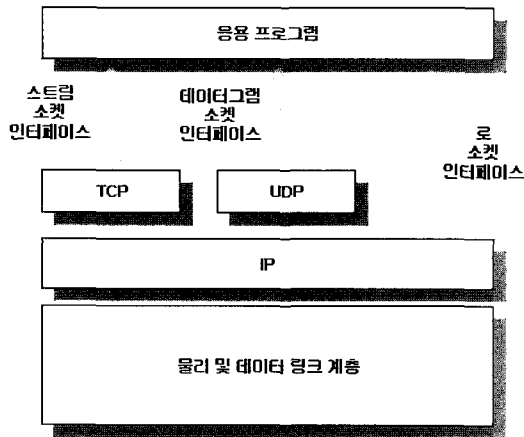 응용 프로그램
스트림
소켓
인터페이스
데이터그램
소켓
인터페이스
로
소켓
인터페이스
TCP
UDP
IP
물리 및 데이타 링크 계층